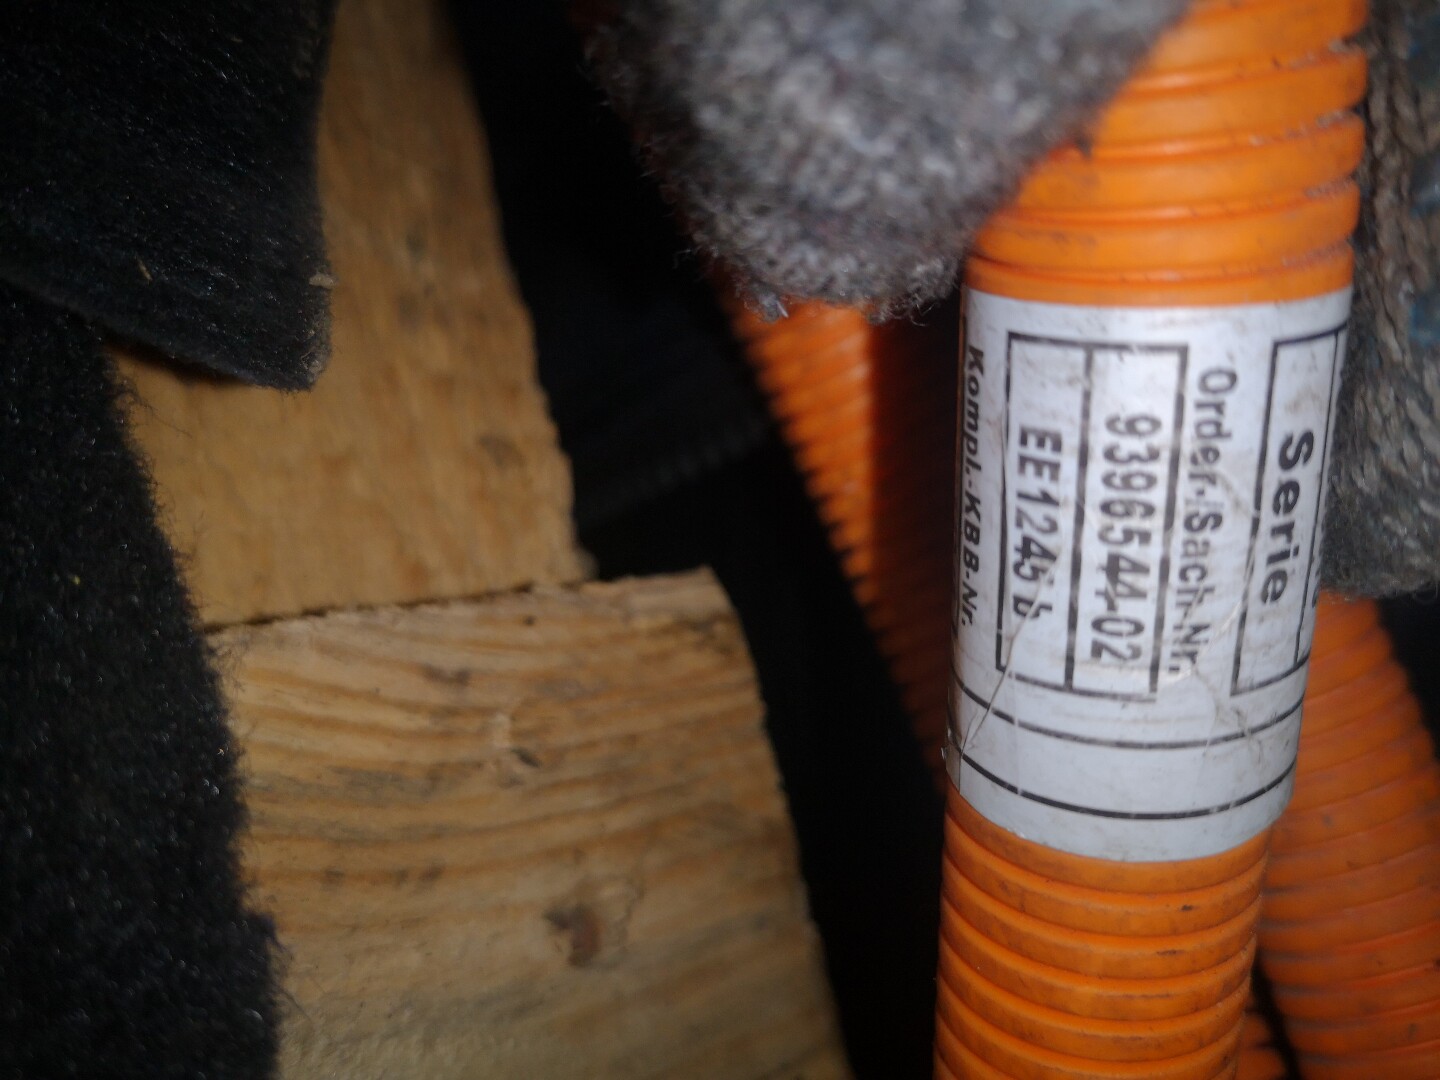 Serie
Order-/Sach-Nr.
9396544-02
EE1245 b
Kompl.-KBB-Nr.